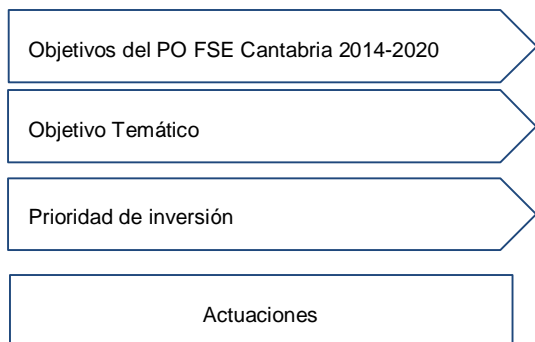 Objetivos del PO FSE Cantabria 2014-2020
Objetivo Temático
Prioridad de inversión
Actuaciones